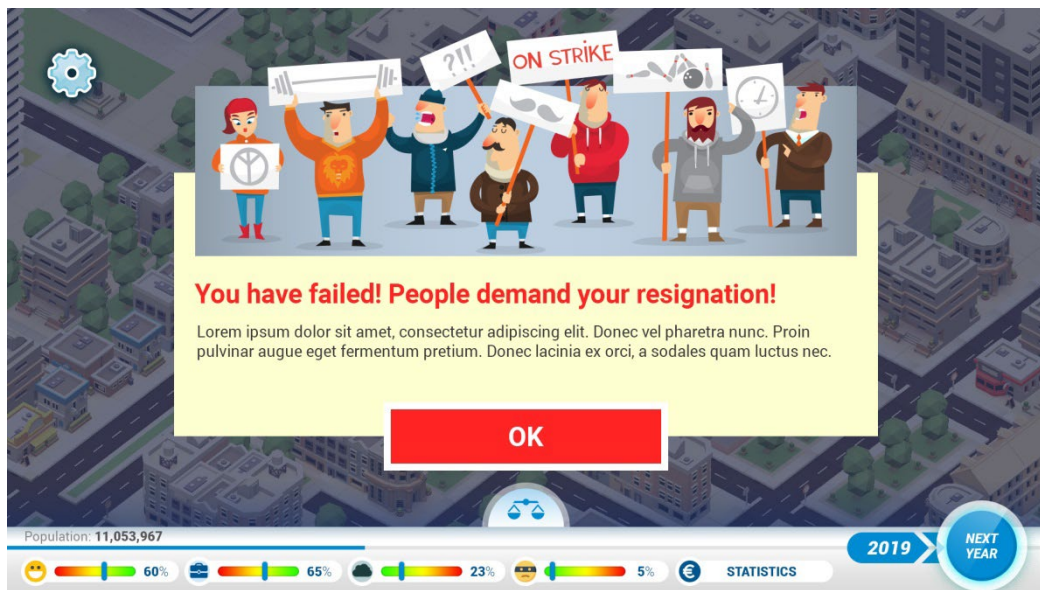 ?!!
ON STRIKE
You have failed! People demand your resignation!
Lorem ipsum dolor sit amet, consectetur adipiscing elit. Donec vel pharetra nunc. Proin
pulvinar augue eget fermentum pretium. Donec lacinia ex orci, a sodales quam luctus nec.
OK
Population: 11,053,967
2019
NEXT
YEAR
60%
65%
23%
5%
€
STATISTICS